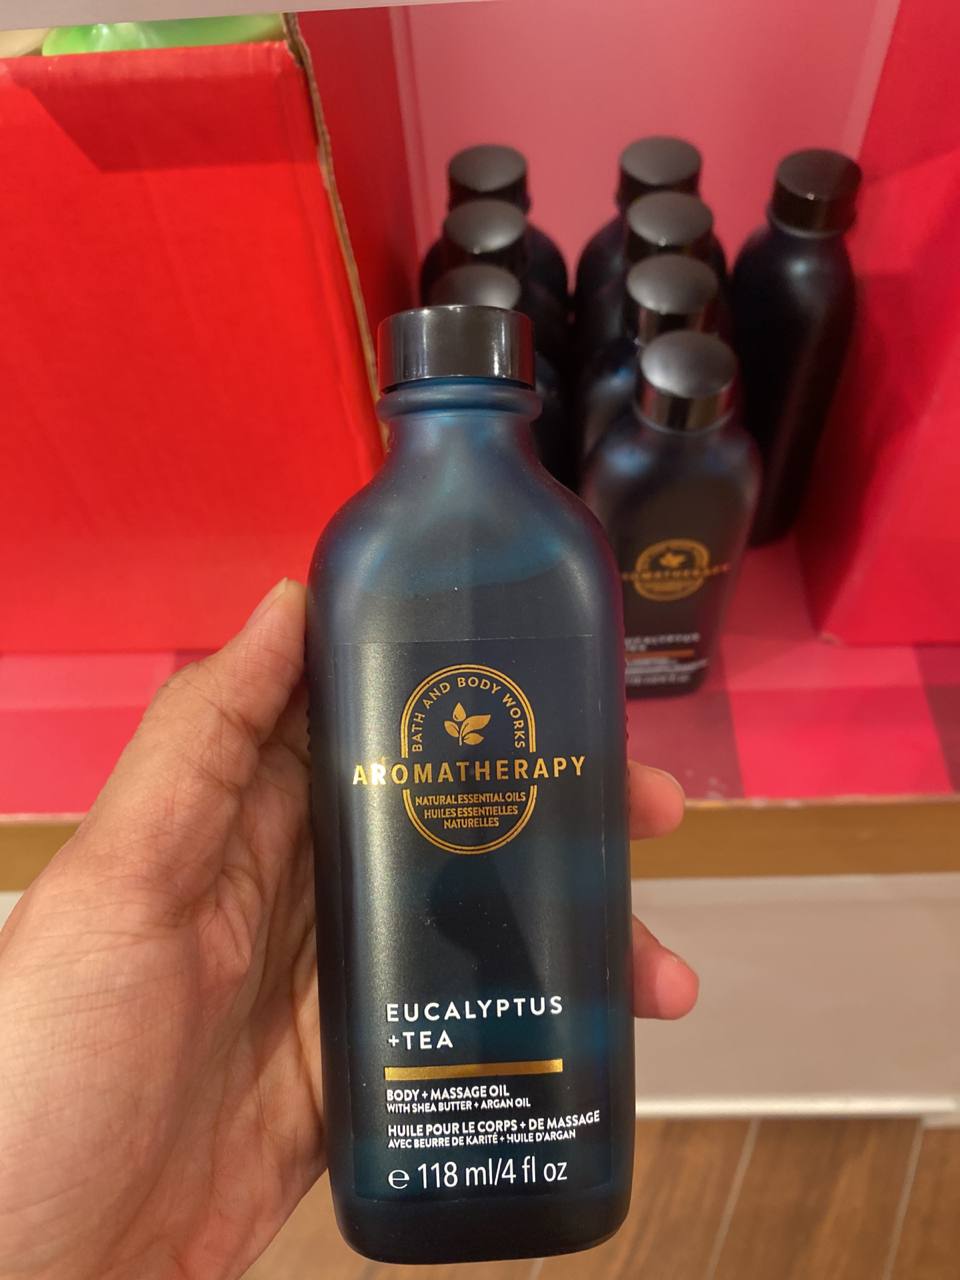 BATH AND BODY WORKS
AROMATHERAPY
NATURAL ESSENTIAL OILS
HUILES ESSENTIELLES
NATURELLES
EUCALYPTUS
+TEA
BODY + MASSAGE OIL
WITH SHEA BUTTER + ARGAN OIL
HUILE POUR LE CORPS + DE MASSAGE
AVEC BEURRE DE KARITÉ + HUILE D'ARGAN
℮ 118 ml/4 fl oz
AROMATHERAPY
EUCALYPTUS